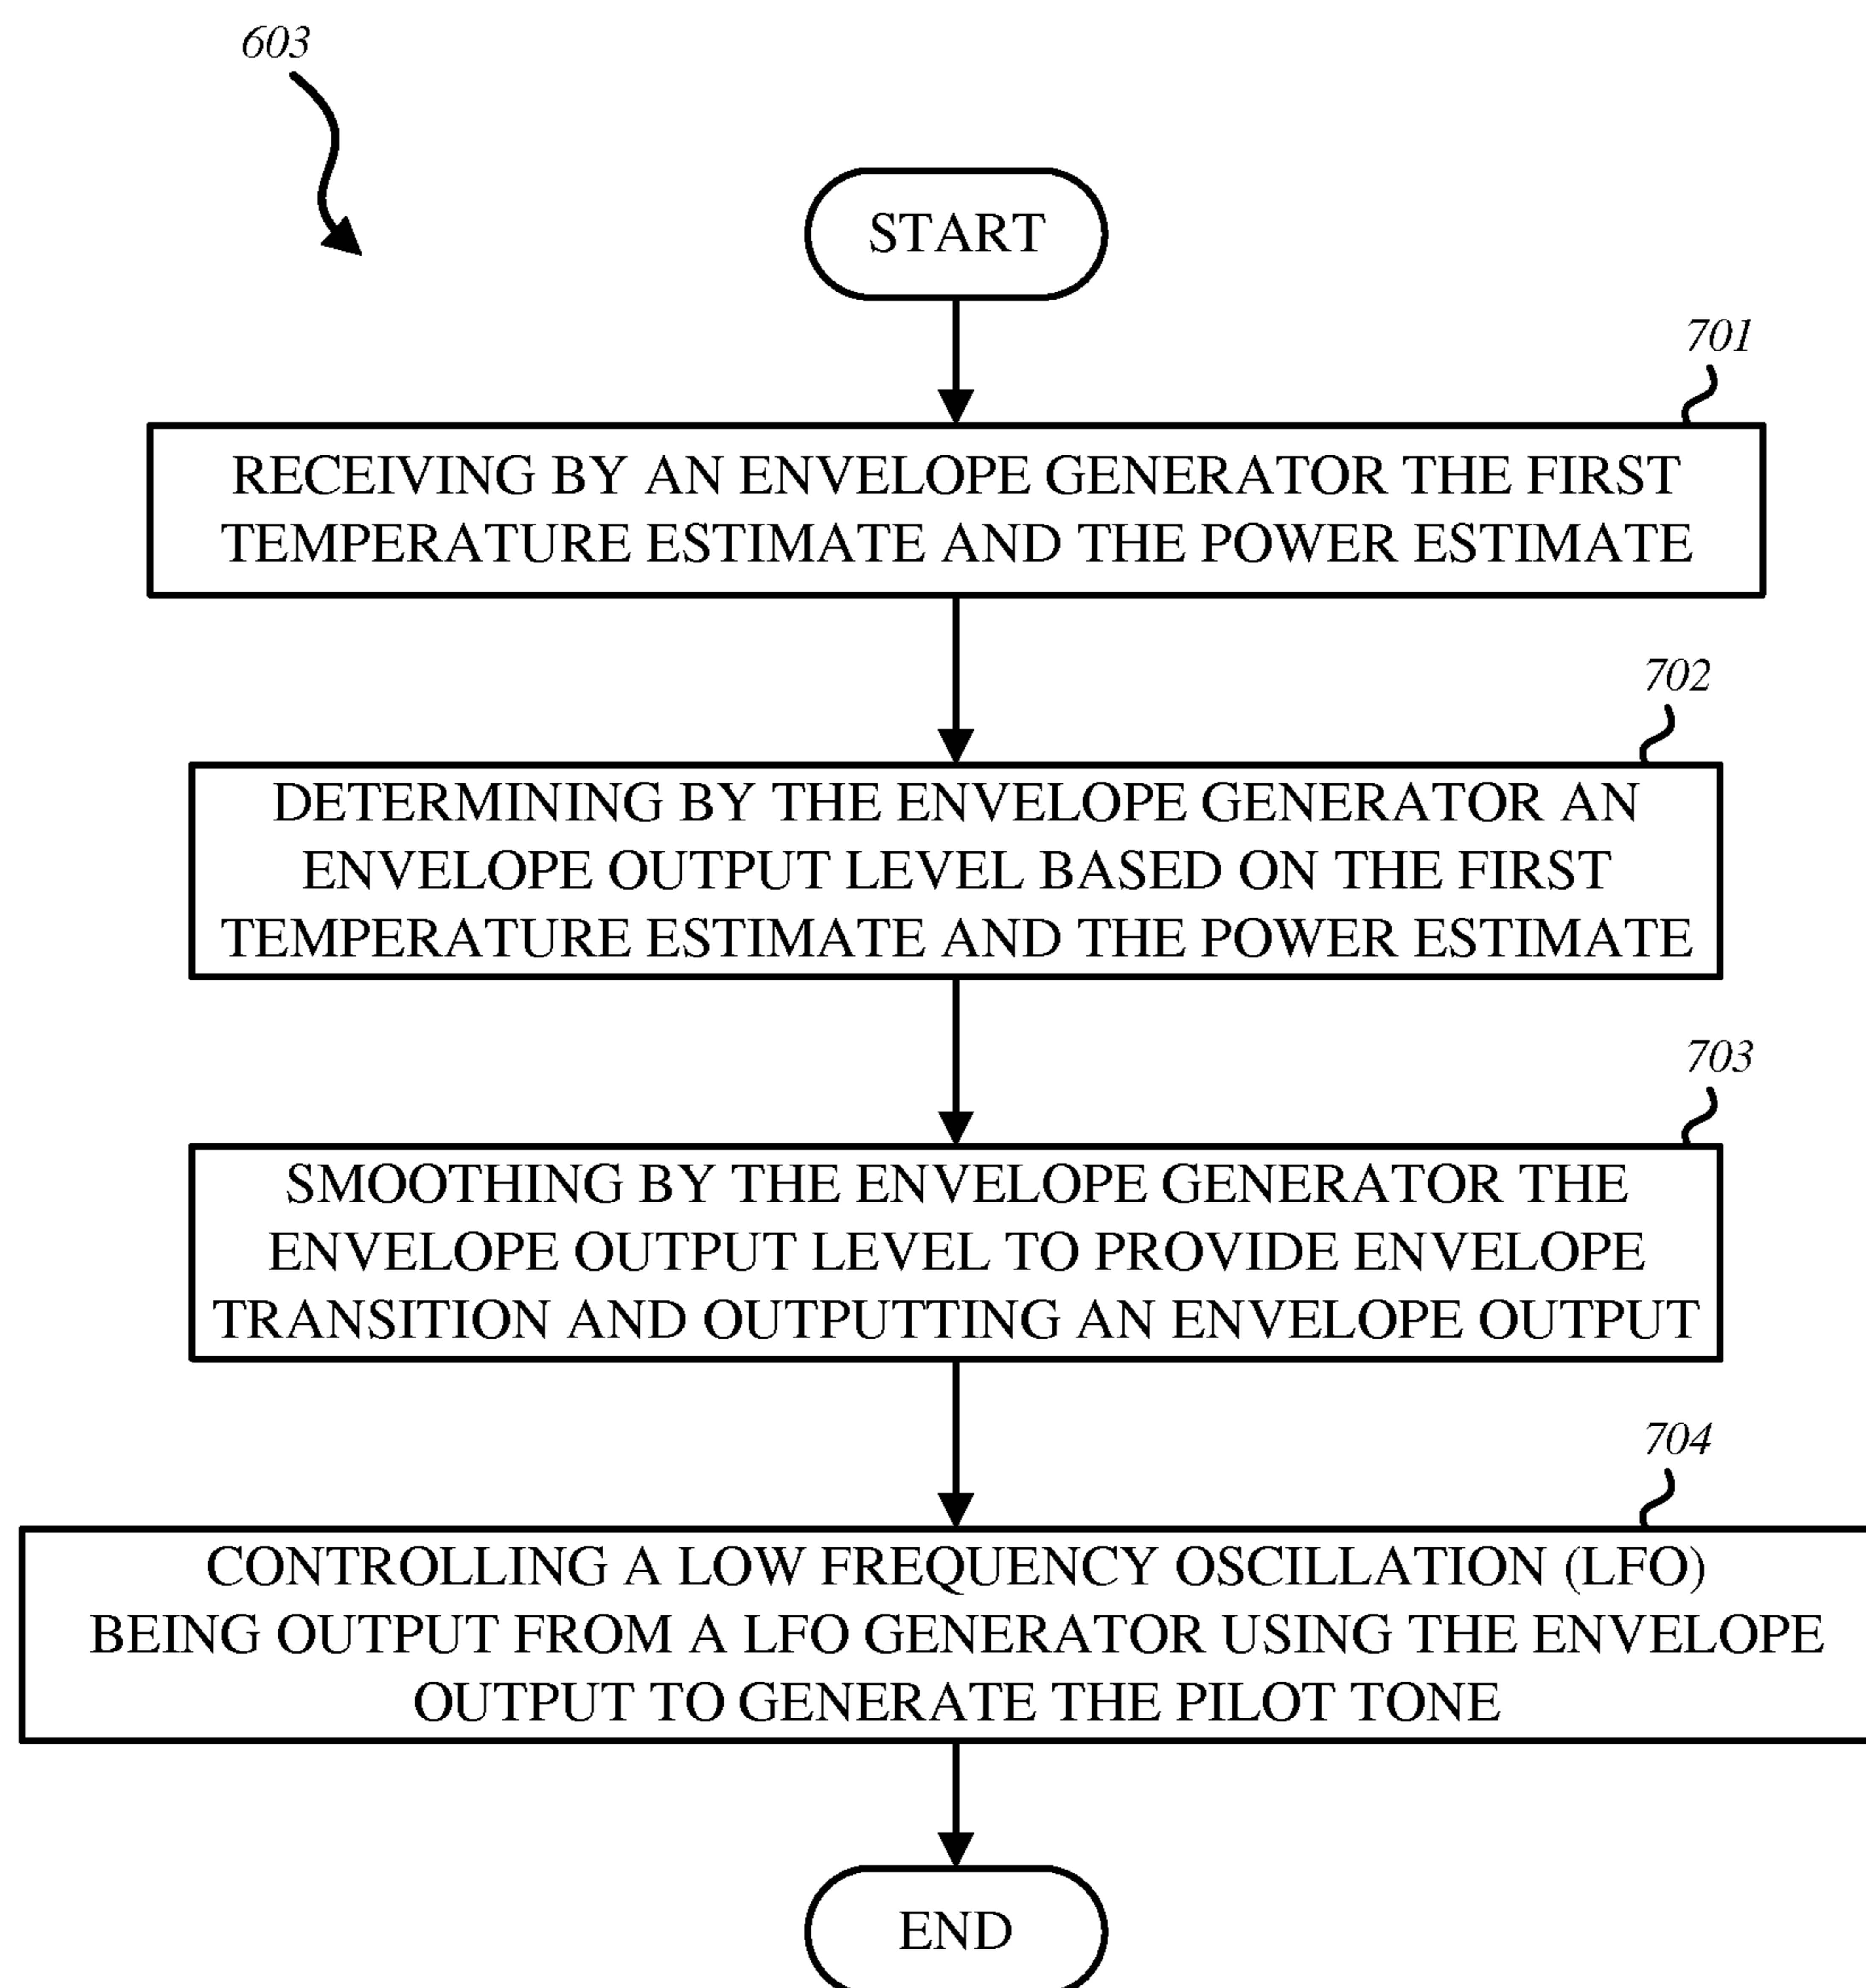 603
START
701
RECEIVING BY AN ENVELOPE GENERATOR THE FIRST
TEMPERATURE ESTIMATE AND THE POWER ESTIMATE
702
DETERMINING BY THE ENVELOPE GENERATOR AN
ENVELOPE OUTPUT LEVEL BASED ON THE FIRST
TEMPERATURE ESTIMATE AND THE POWER ESTIMATE
703
SMOOTHING BY THE ENVELOPE GENERATOR THE
ENVELOPE OUTPUT LEVEL TO PROVIDE ENVELOPE
TRANSITION AND OUTPUTTING AN ENVELOPE OUTPUT
704
CONTROLLING A LOW FREQUENCY OSCILLATION (LFO)
BEING OUTPUT FROM A LFO GENERATOR USING THE ENVELOPE
OUTPUT TO GENERATE THE PILOT TONE
END